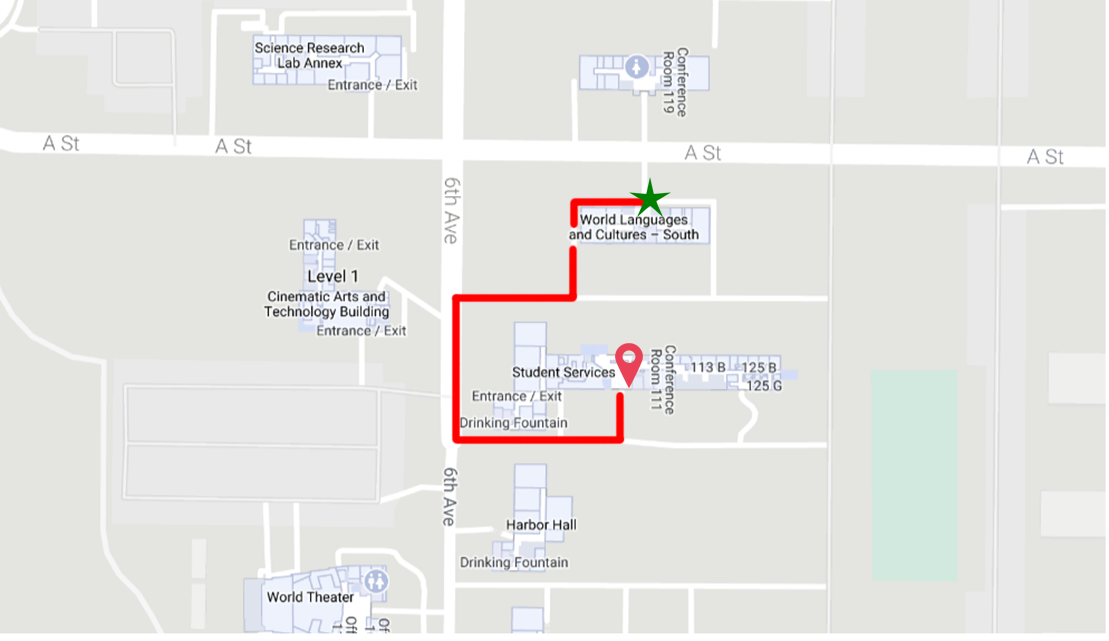 Science Research
Lab Annex
Entrance / Exit
Conference
Room 119
A St
A St
A St
A St
6th Ave
World Languages
and Cultures – South
Entrance / Exit
Level 1
Cinematic Arts and
Technology Building
Entrance / Exit
Student Services
Conference
Room 111
113 B
125 B
125 G
Entrance / Exit
Drinking Fountain
6th Ave
Harbor Hall
Drinking Fountain
World Theater